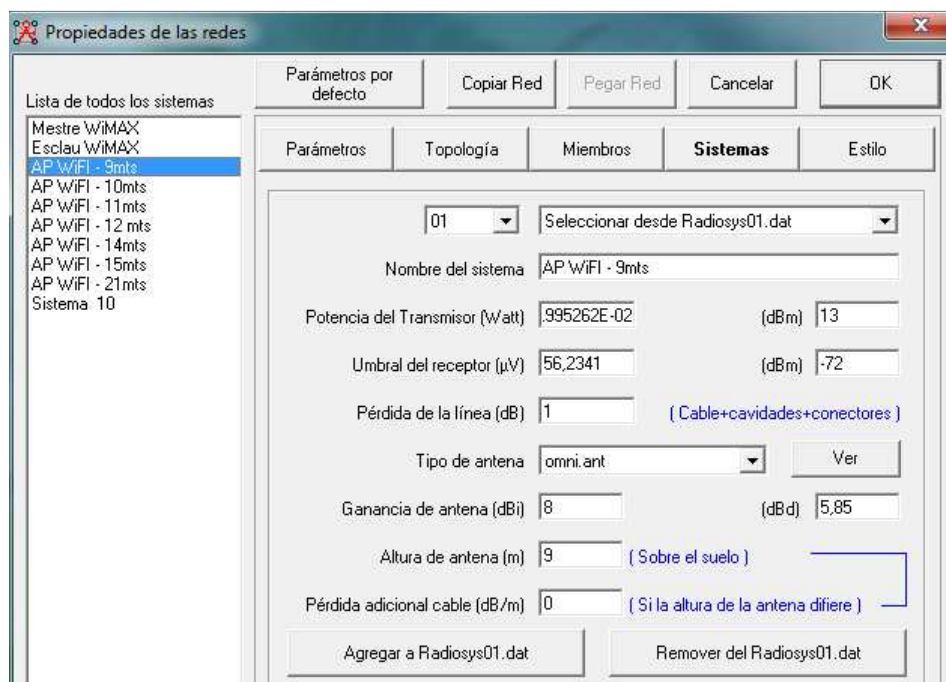 Propiedades de las redes
Parámetros por defecto
Copiar Red
Pegar Red
Cancelar
OK
Lista de todos los sistemas
Mestre WiMAX
Esclau WiMAX
AP WiFI - 9mts
AP WiFI - 10mts
AP WiFI - 11mts
AP WiFI - 12 mts
AP WiFI - 14mts
AP WiFI - 15mts
AP WiFI - 21mts
Sistema 10
Parámetros
Topología
Miembros
Sistemas
Estilo
01 Seleccionar desde Radiosys01.dat
Nombre del sistema AP WiFI - 9mts
Potencia del Transmisor (Watt) .995262E-02 (dBm) 13
Umbral del receptor (µV) 56,2341 (dBm) -72
Pérdida de la línea (dB) 1 ( Cable+cavidades+conectores )
Tipo de antena omni.ant Ver
Ganancia de antena (dBi) 8 (dBd) 5,85
Altura de antena (m) 9 ( Sobre el suelo )
Pérdida adicional cable (dB/m) 0 ( Si la altura de la antena difiere )
Agregar a Radiosys01.dat
Remover del Radiosys01.dat